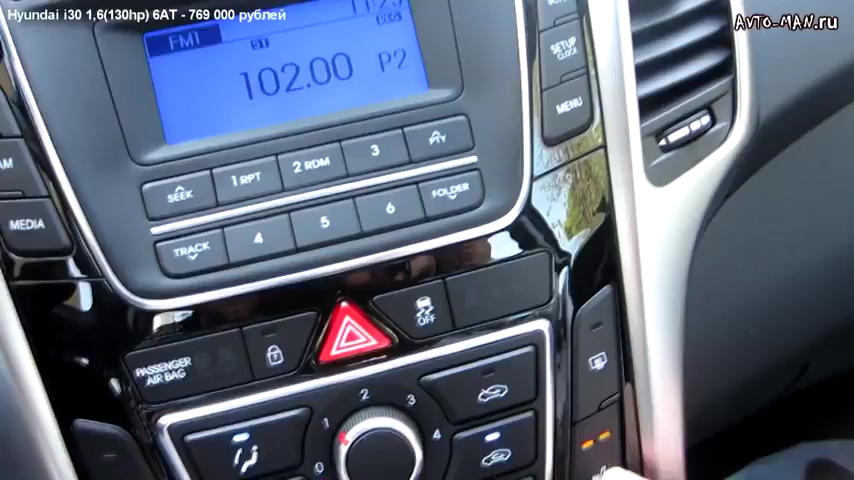 Hyundai i30 1,6(130hp) 6AT - 769 000 рублей
AVTO-MAN.ru
FM1
ST
102.00 P2
SETUP
CLOCK
MENU
SEEK
1 RPT
2 RDM
3
PTY
MEDIA
TRACK
4
5
6
FOLDER
PASSENGER
AIR BAG
OFF
0
1
2
3
4